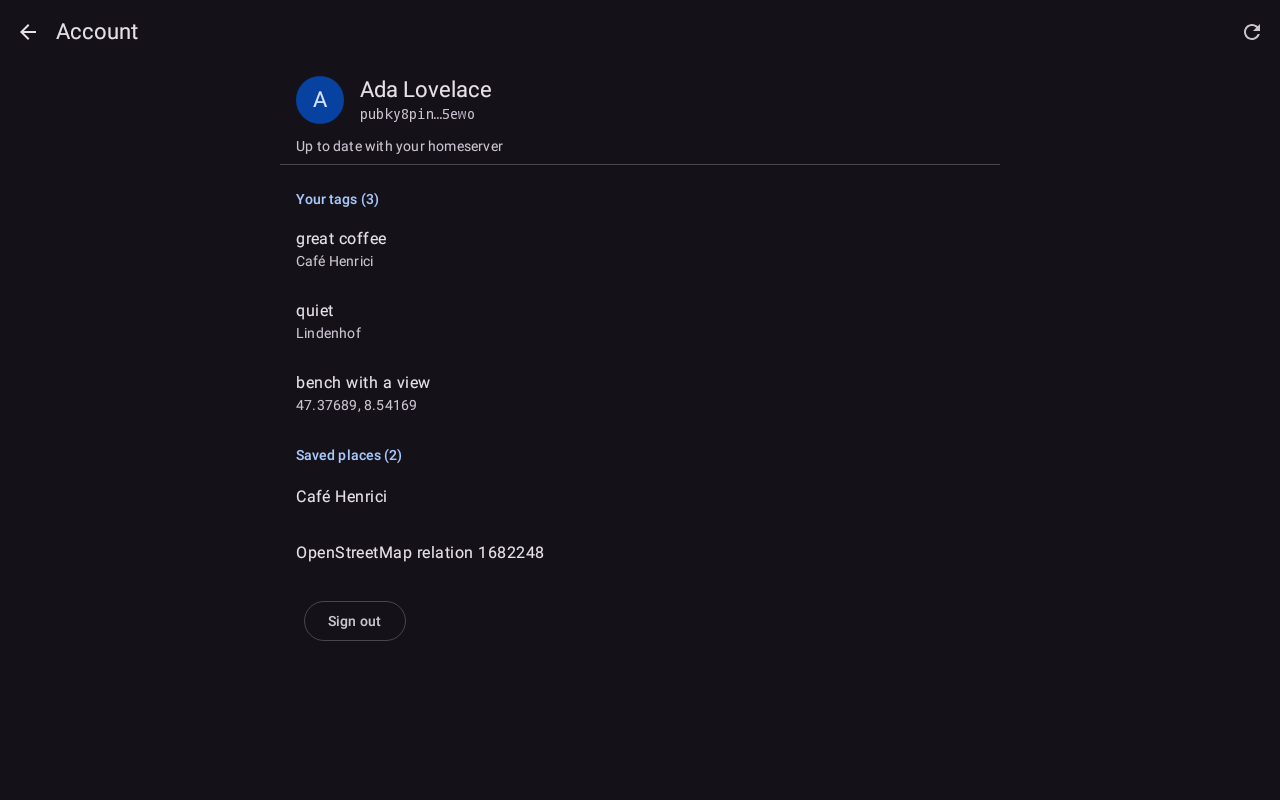 Account
A
Ada Lovelace
pubky8pin…5ewo
Up to date with your homeserver
Your tags (3)
great coffee
Café Henrici
quiet
Lindenhof
bench with a view
47.37689, 8.54169
Saved places (2)
Café Henrici
OpenStreetMap relation 1682248
Sign out